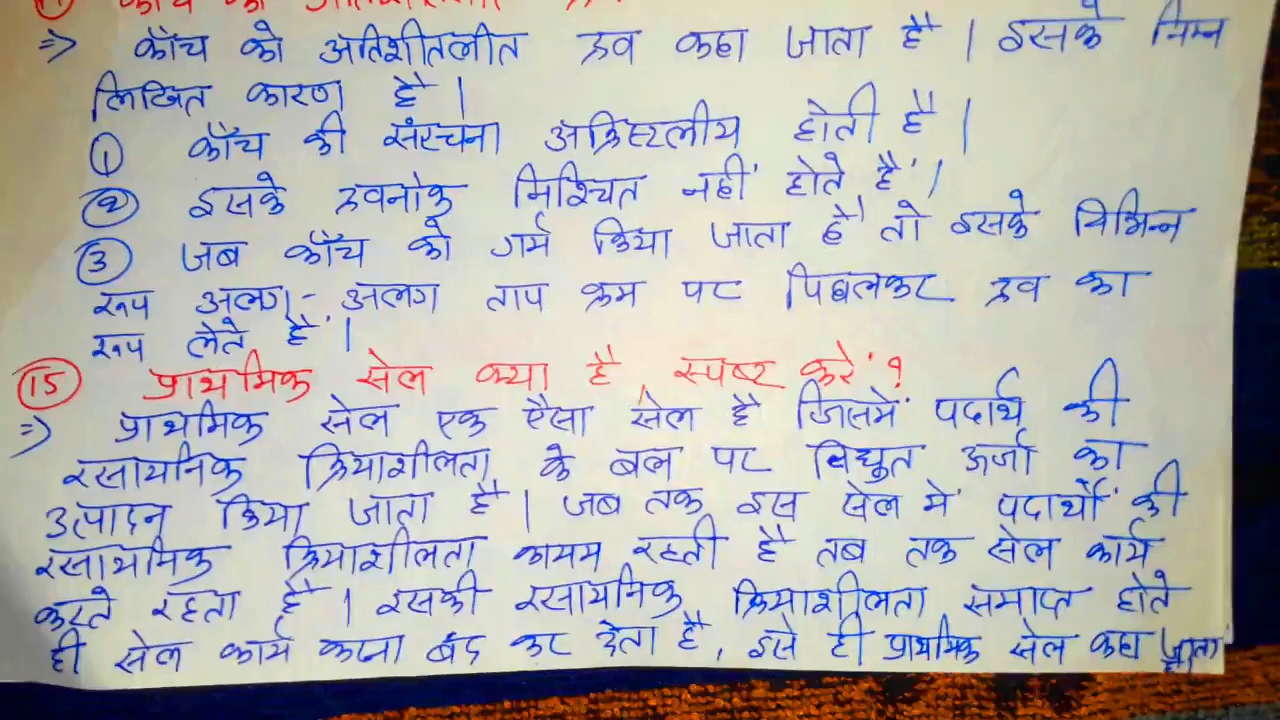 काँच को
=> काँच को अतिशीतलीत द्रव कहा जाता है | इसके निम्न
लिखित कारण है |
① काँच की संरचना अक्रिस्टलीय होती है |
② इसके द्रवनांक निश्चित नहीं होते हैं |
③ जब काँच को गर्म किया जाता है तो इसके विभिन्न
रूप अलग-अलग ताप क्रम पर पिघलकर द्रव का
रूप लेते हैं |
⑮ प्राथमिक सेल क्या है, स्पष्ट करें ?
=> प्राथमिक सेल एक ऐसा सेल है जिसमें पदार्थ की
रसायनिक क्रियाशीलता के बल पर विद्युत ऊर्जा का
उत्पादन किया जाता है | जब तक इस सेल में पदार्थों की
रसायनिक क्रियाशीलता कायम रहती है तब तक सेल कार्य
करते रहता है | इसकी रसायनिक क्रियाशीलता समाप्त होते
ही सेल कार्य करना बंद कर देता है, इसे ही प्राथमिक सेल कहा जाता